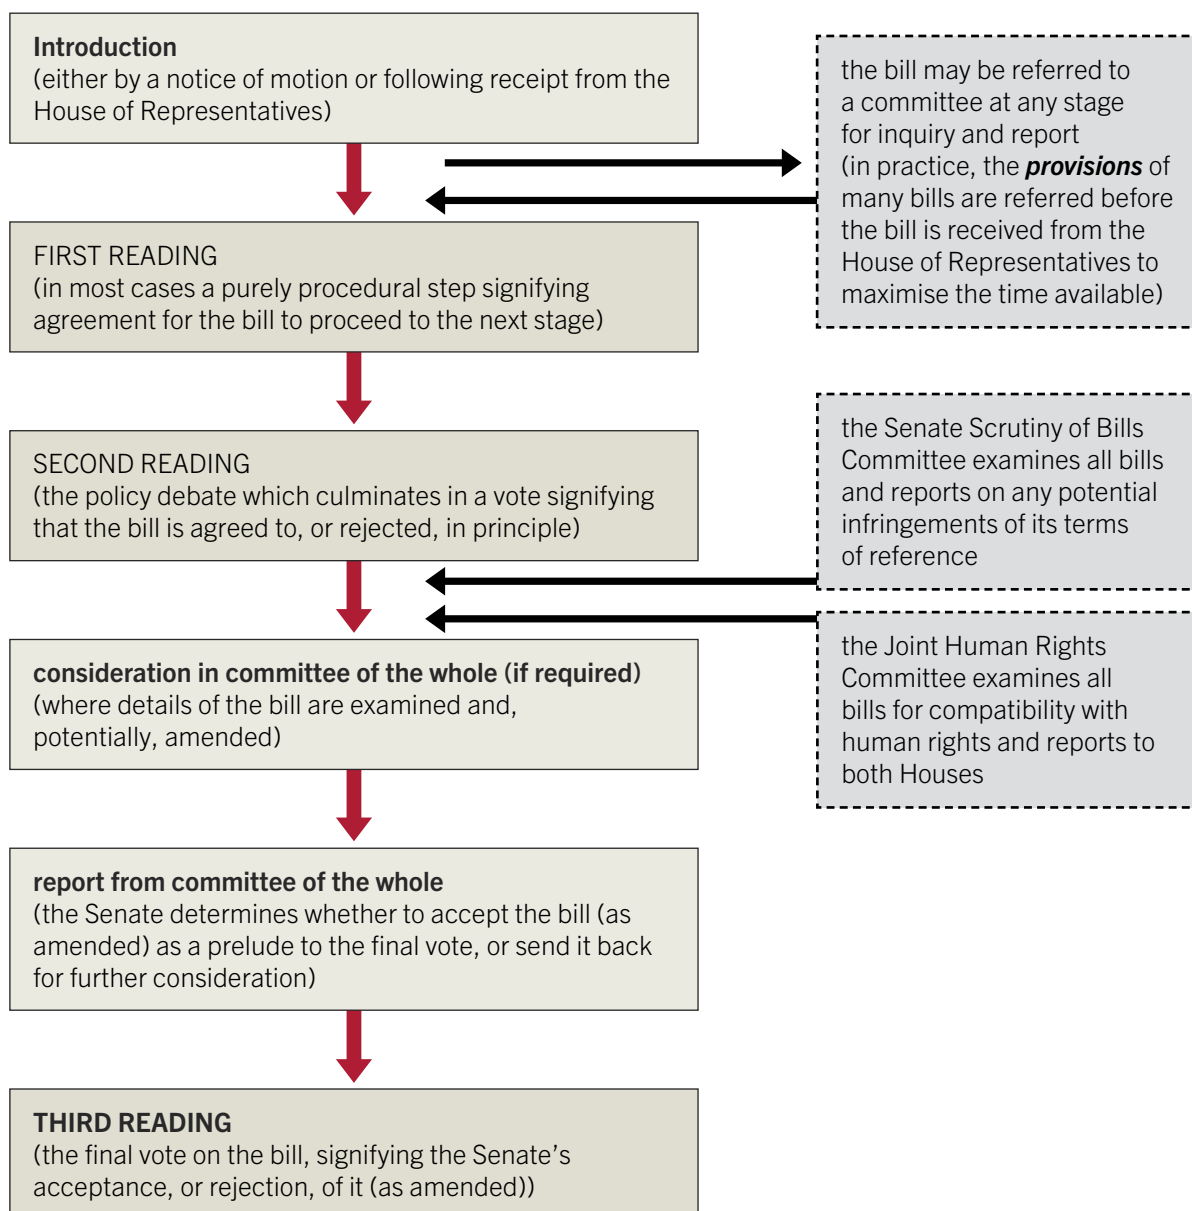 Introduction
(either by a notice of motion or following receipt from the
House of Representatives)
the bill may be referred to
a committee at any stage
for inquiry and report
(in practice, the provisions of
many bills are referred before
the bill is received from the
House of Representatives to
maximise the time available)
FIRST READING
(in most cases a purely procedural step signifying
agreement for the bill to proceed to the next stage)
SECOND READING
(the policy debate which culminates in a vote signifying
that the bill is agreed to, or rejected, in principle)
the Senate Scrutiny of Bills
Committee examines all bills
and reports on any potential
infringements of its terms
of reference
the Joint Human Rights
Committee examines all
bills for compatibility with
human rights and reports to
both Houses
consideration in committee of the whole (if required)
(where details of the bill are examined and,
potentially, amended)
report from committee of the whole
(the Senate determines whether to accept the bill (as
amended) as a prelude to the final vote, or send it back
for further consideration)
THIRD READING
(the final vote on the bill, signifying the Senate’s
acceptance, or rejection, of it (as amended))